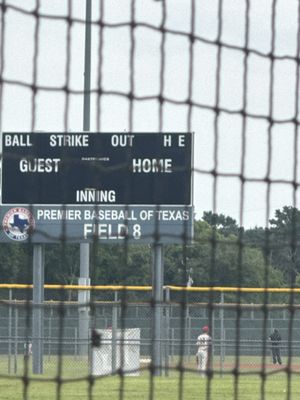 BALL STRIKE OUT H E
GUEST HOME
INNING
PREMIER BASEBALL OF TEXAS
FIELD 8